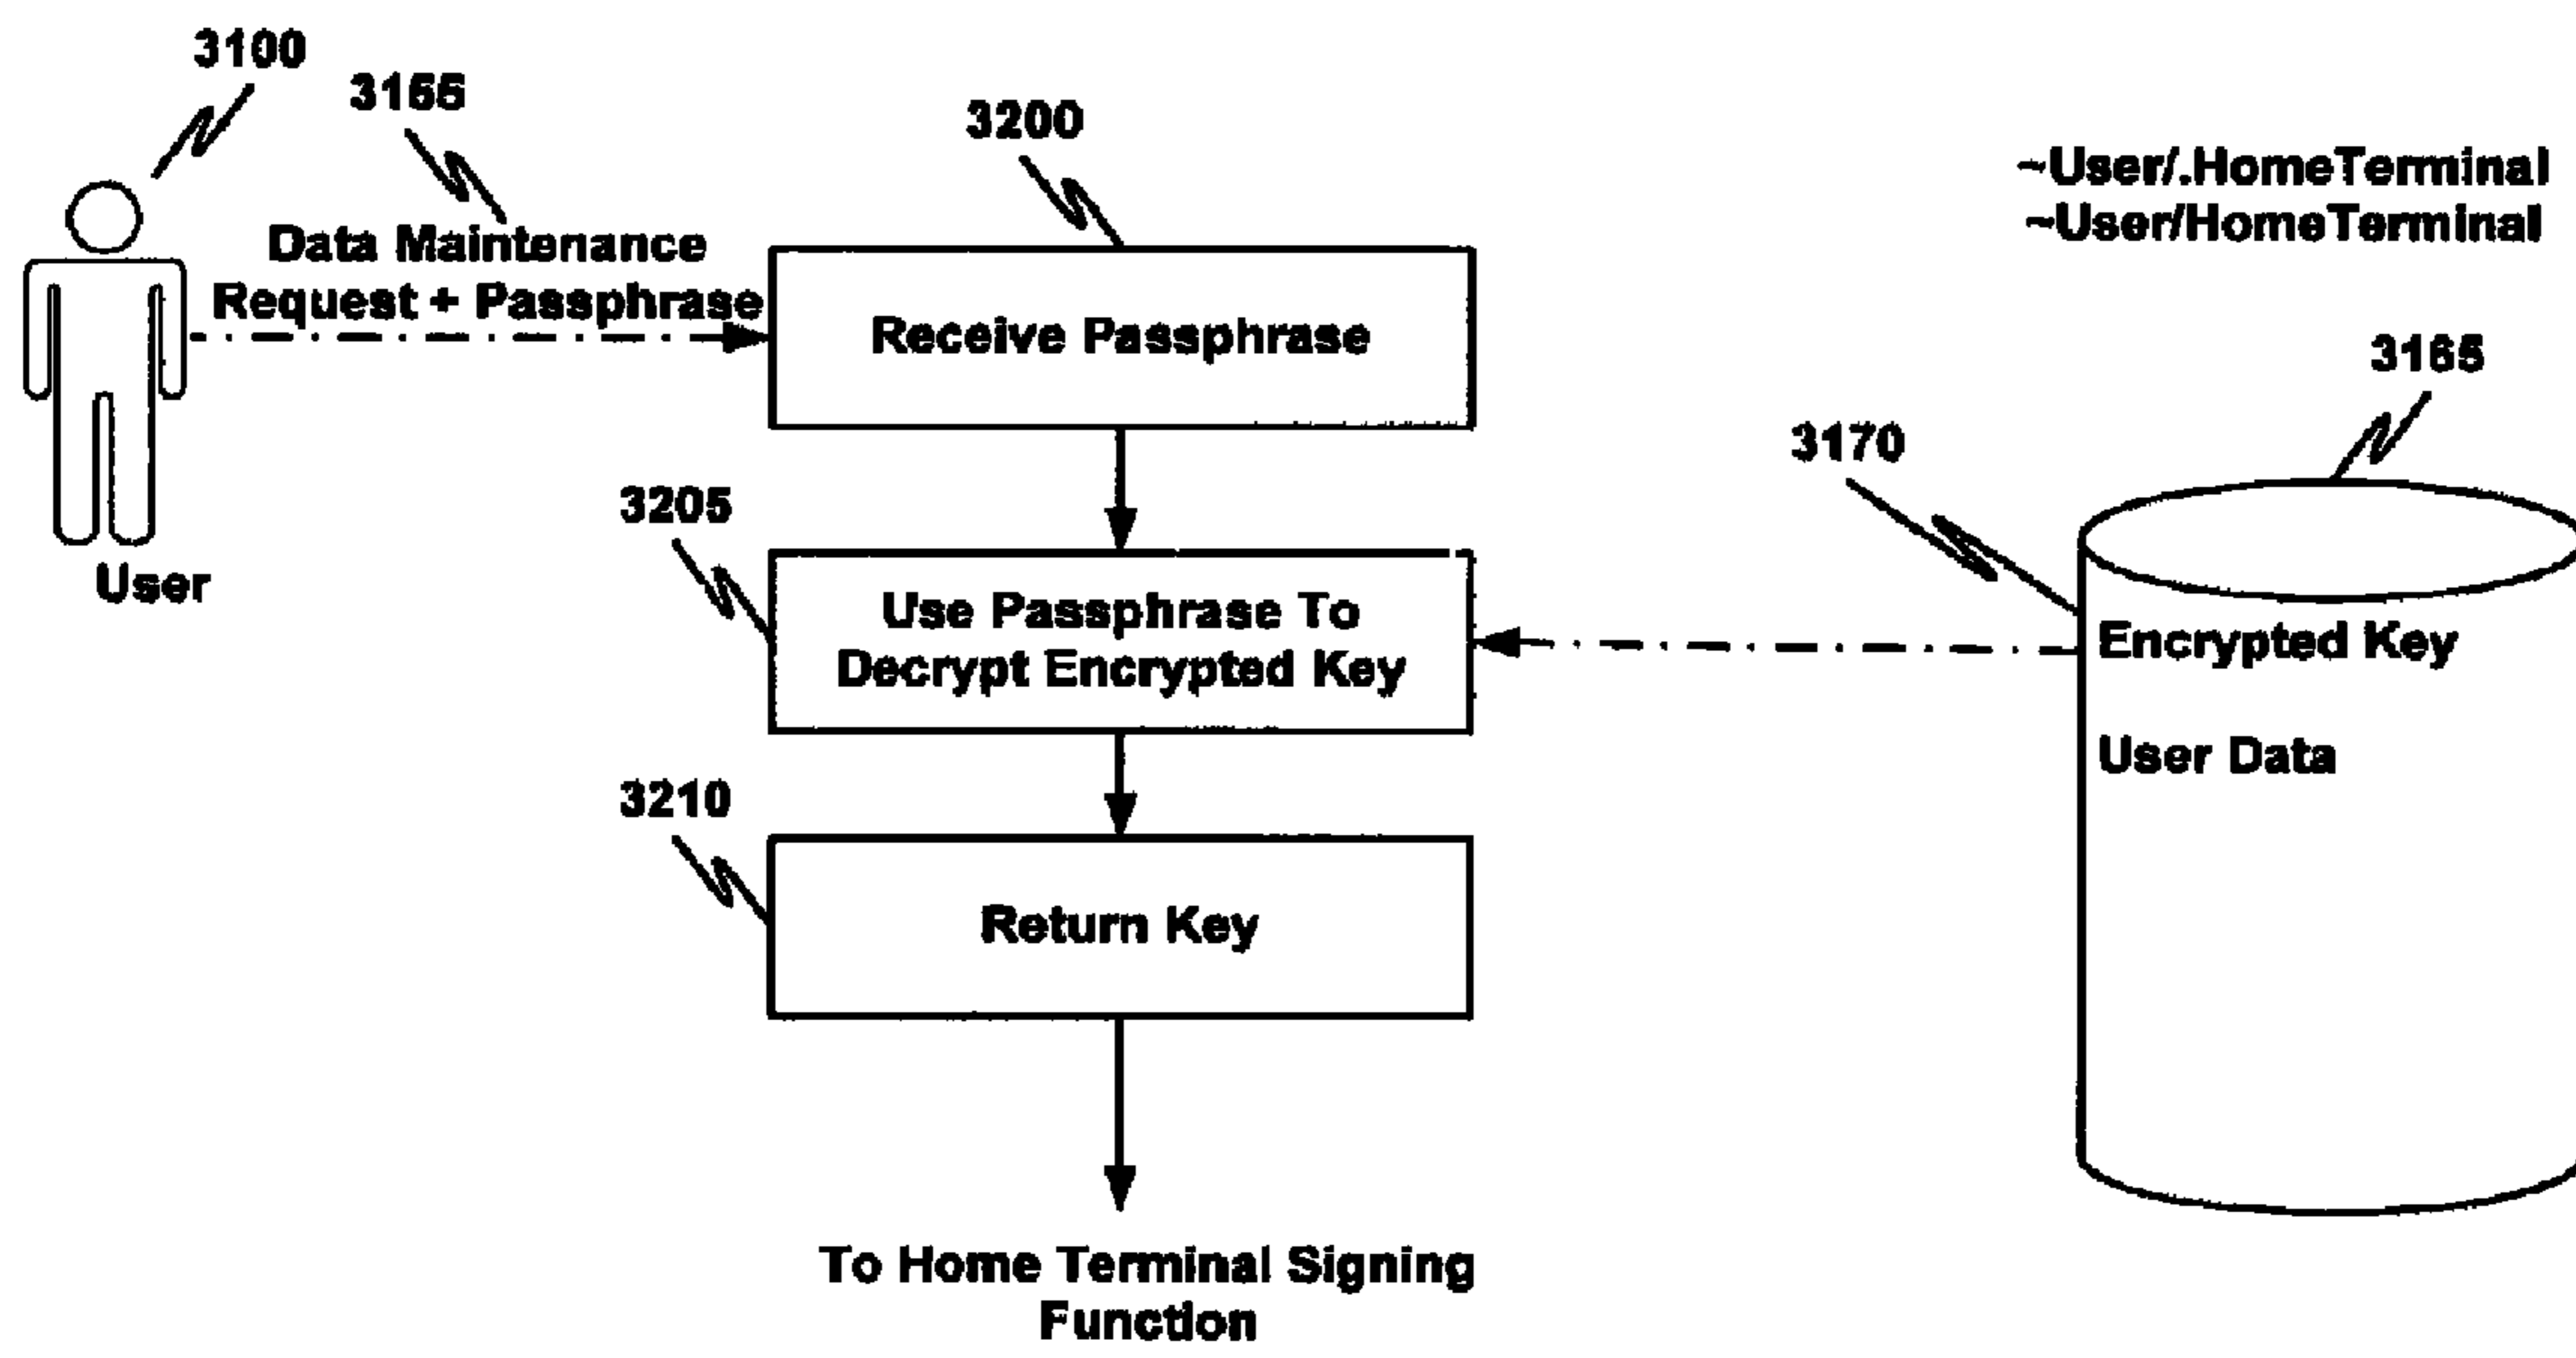 3100
3155
3200
~User/.HomeTerminal
~User/HomeTerminal
Data Maintenance
Request + Passphrase
Receive Passphrase
3165
3170
3205
Use Passphrase To
Decrypt Encrypted Key
User
Encrypted Key
User Data
3210
Return Key
To Home Terminal Signing
Function